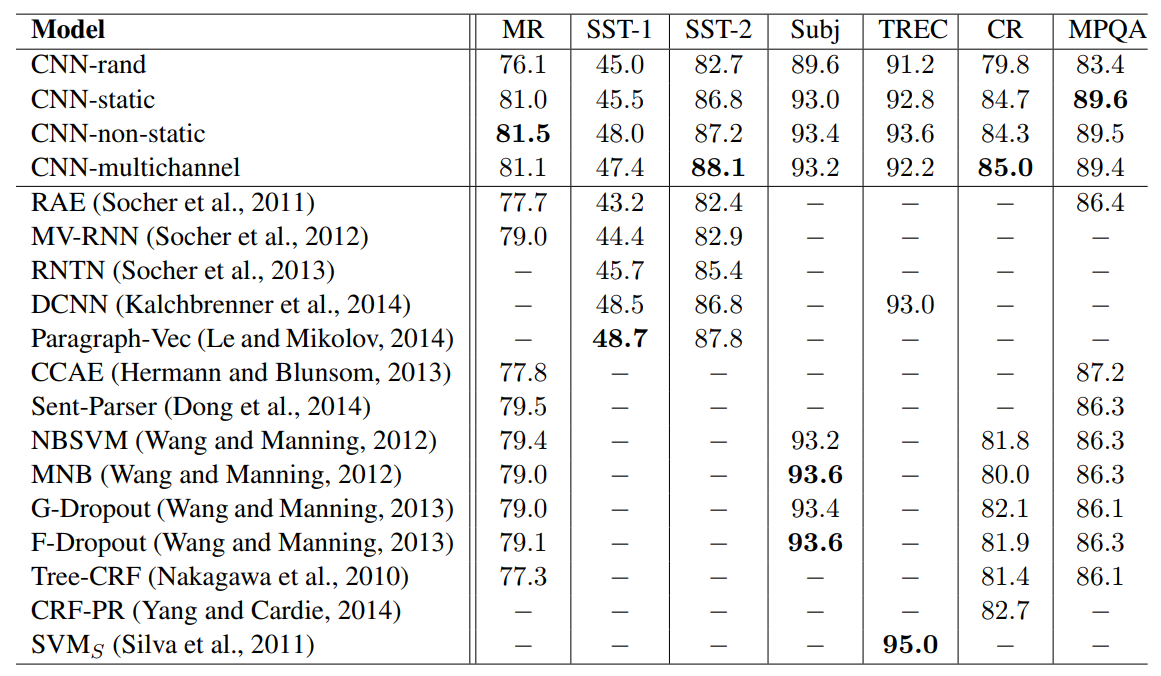 Model MR SST-1 SST-2 Subj TREC CR MPQA
CNN-rand 76.1 45.0 82.7 89.6 91.2 79.8 83.4
CNN-static 81.0 45.5 86.8 93.0 92.8 84.7 89.6
CNN-non-static 81.5 48.0 87.2 93.4 93.6 84.3 89.5
CNN-multichannel 81.1 47.4 88.1 93.2 92.2 85.0 89.4
RAE (Socher et al., 2011) 77.7 43.2 82.4 – – – 86.4
MV-RNN (Socher et al., 2012) 79.0 44.4 82.9 – – – –
RNTN (Socher et al., 2013) – 45.7 85.4 – – – –
DCNN (Kalchbrenner et al., 2014) – 48.5 86.8 – 93.0 – –
Paragraph-Vec (Le and Mikolov, 2014) – 48.7 87.8 – – – –
CCAE (Hermann and Blunsom, 2013) 77.8 – – – – – 87.2
Sent-Parser (Dong et al., 2014) 79.5 – – – – – 86.3
NBSVM (Wang and Manning, 2012) 79.4 – – 93.2 – 81.8 86.3
MNB (Wang and Manning, 2012) 79.0 – – 93.6 – 80.0 86.3
G-Dropout (Wang and Manning, 2013) 79.0 – – 93.4 – 82.1 86.1
F-Dropout (Wang and Manning, 2013) 79.1 – – 93.6 – 81.9 86.3
Tree-CRF (Nakagawa et al., 2010) 77.3 – – – – 81.4 86.1
CRF-PR (Yang and Cardie, 2014) – – – – – 82.7 –
SVMS (Silva et al., 2011) – – – – 95.0 – –